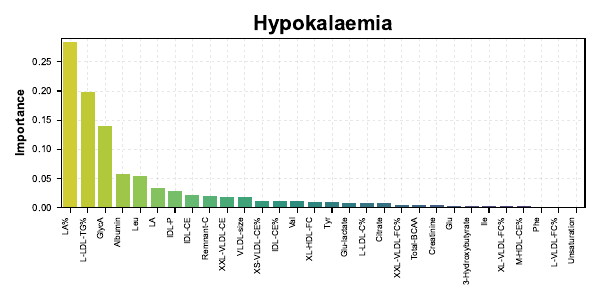 Hypokalaemia
Importance
0.25
0.20
0.15
0.10
0.05
0.00
LA%
L-LDL-TG%
GlycA
Albumin
Leu
LA
IDL-P
IDL-CE
Remnant-C
XXL-VLDL-CE
VLDL-size
XS-VLDL-CE%
IDL-CE%
Val
XL-HDL-FC
Tyr
Glu-lactate
L-LDL-C%
Citrate
XXL-VLDL-FC%
Total-BCAA
Creatinine
Glu
3-Hydroxybutyrate
Ile
XL-VLDL-FC%
M-HDL-CE%
Phe
L-VLDL-FC%
Unsaturation